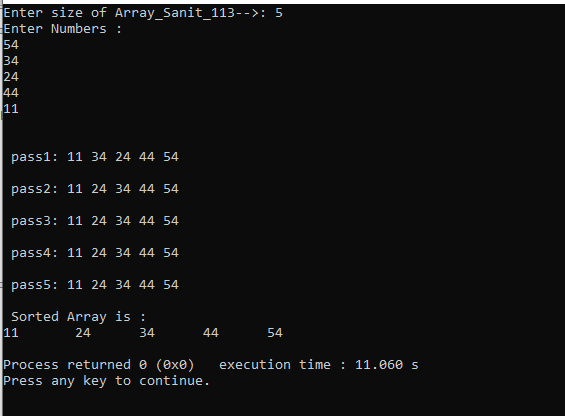 Enter size of Array_Sanit_113-->: 5
Enter Numbers :
54
34
24
44
11
pass1: 11 34 24 44 54
pass2: 11 24 34 44 54
pass3: 11 24 34 44 54
pass4: 11 24 34 44 54
pass5: 11 24 34 44 54
Sorted Array is :
11 24 34 44 54
Process returned 0 (0x0) execution time : 11.060 s
Press any key to continue.